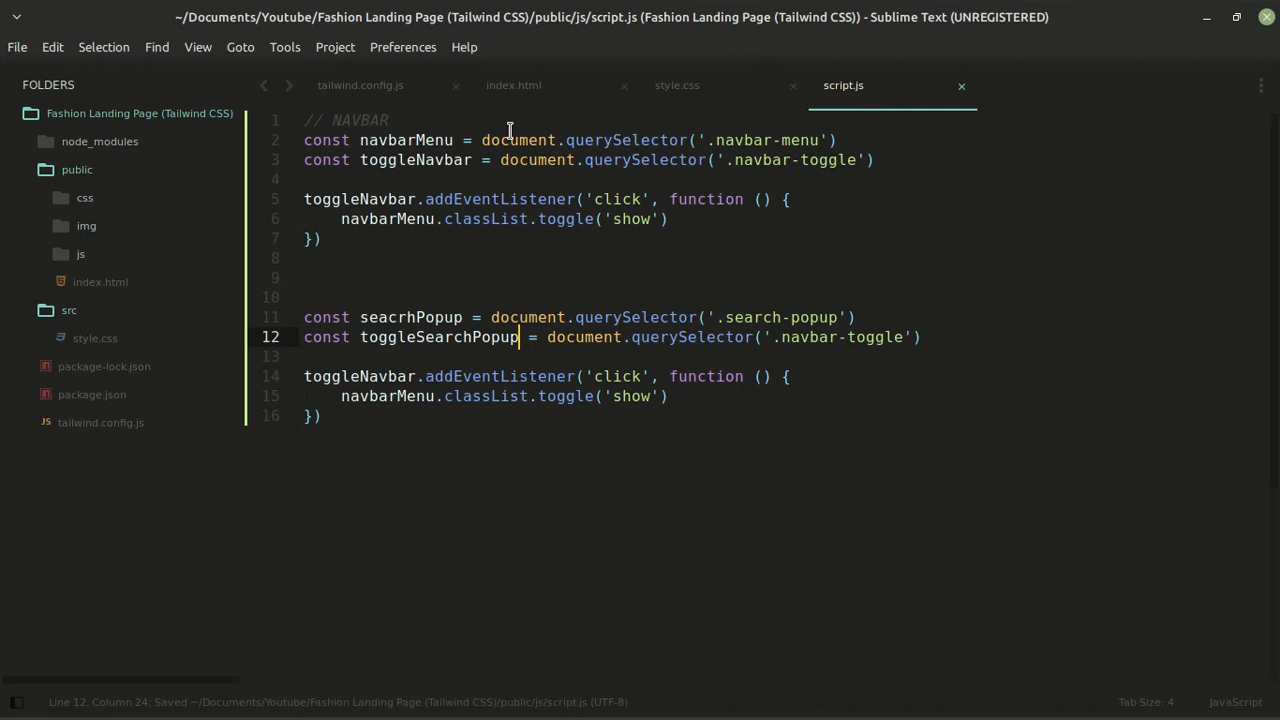 ~/Documents/Youtube/Fashion Landing Page (Tailwind CSS)/public/js/script.js (Fashion Landing Page (Tailwind CSS)) - Sublime Text (UNREGISTERED)
File Edit Selection Find View Goto Tools Project Preferences Help
FOLDERS
Fashion Landing Page (Tailwind CSS)
node_modules
public
css
img
js
index.html
src
style.css
package-lock.json
package.json
JS tailwind.config.js
tailwind.config.js × index.html × style.css × script.js ×
1 // NAVBAR
2 const navbarMenu = document.querySelector('.navbar-menu')
3 const toggleNavbar = document.querySelector('.navbar-toggle')
4
5 toggleNavbar.addEventListener('click', function () {
6     navbarMenu.classList.toggle('show')
7 })
8
9
10
11 const seacrhPopup = document.querySelector('.search-popup')
12 const toggleSearchPopup = document.querySelector('.navbar-toggle')
13
14 toggleNavbar.addEventListener('click', function () {
15     navbarMenu.classList.toggle('show')
16 })
Line 12, Column 24; Saved ~/Documents/Youtube/Fashion Landing Page (Tailwind CSS)/public/js/script.js (UTF-8) Tab Size: 4 JavaScript